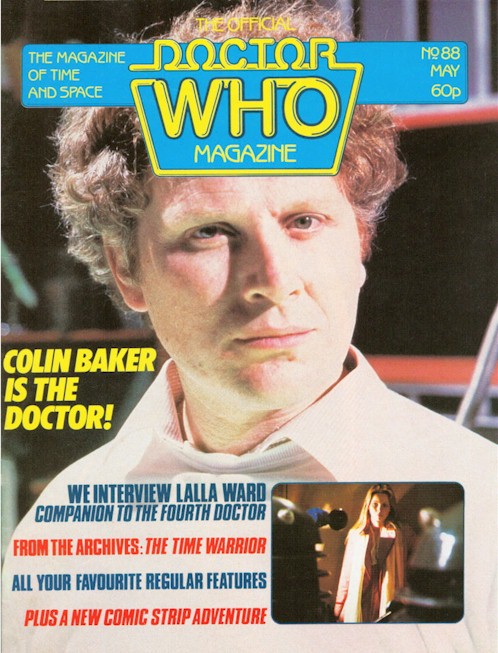 THE OFFICIAL
DOCTOR
WHO
MAGAZINE
THE MAGAZINE
OF TIME
AND SPACE
No88
MAY
60p
COLIN BAKER
IS THE
DOCTOR!
WE INTERVIEW LALLA WARD
COMPANION TO THE FOURTH DOCTOR
FROM THE ARCHIVES: THE TIME WARRIOR
ALL YOUR FAVOURITE REGULAR FEATURES
PLUS A NEW COMIC STRIP ADVENTURE